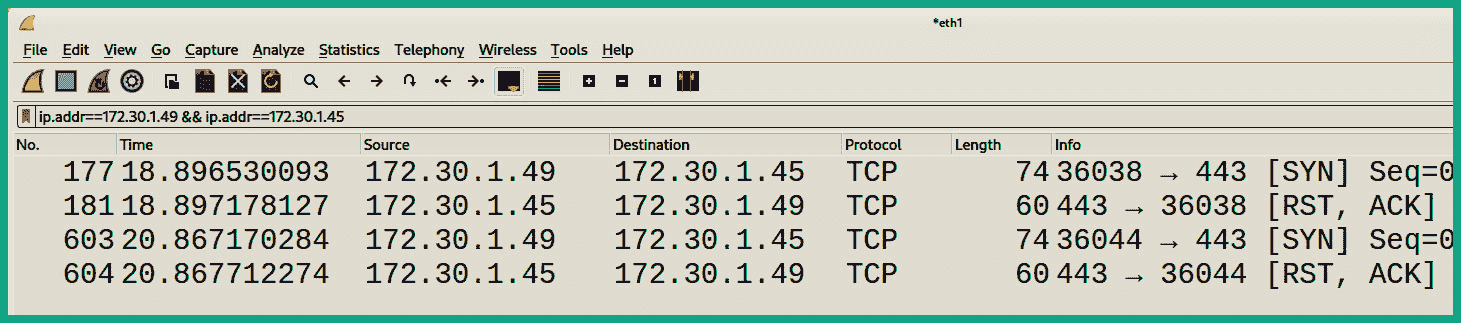 *eth1
File Edit View Go Capture Analyze Statistics Telephony Wireless Tools Help
ip.addr==172.30.1.49 && ip.addr==172.30.1.45
No. Time Source Destination Protocol Length Info
177 18.896530093 172.30.1.49 172.30.1.45 TCP 74 36038 → 443 [SYN] Seq=0
181 18.897178127 172.30.1.45 172.30.1.49 TCP 60 443 → 36038 [RST, ACK]
603 20.867170284 172.30.1.49 172.30.1.45 TCP 74 36044 → 443 [SYN] Seq=0
604 20.867712274 172.30.1.45 172.30.1.49 TCP 60 443 → 36044 [RST, ACK]